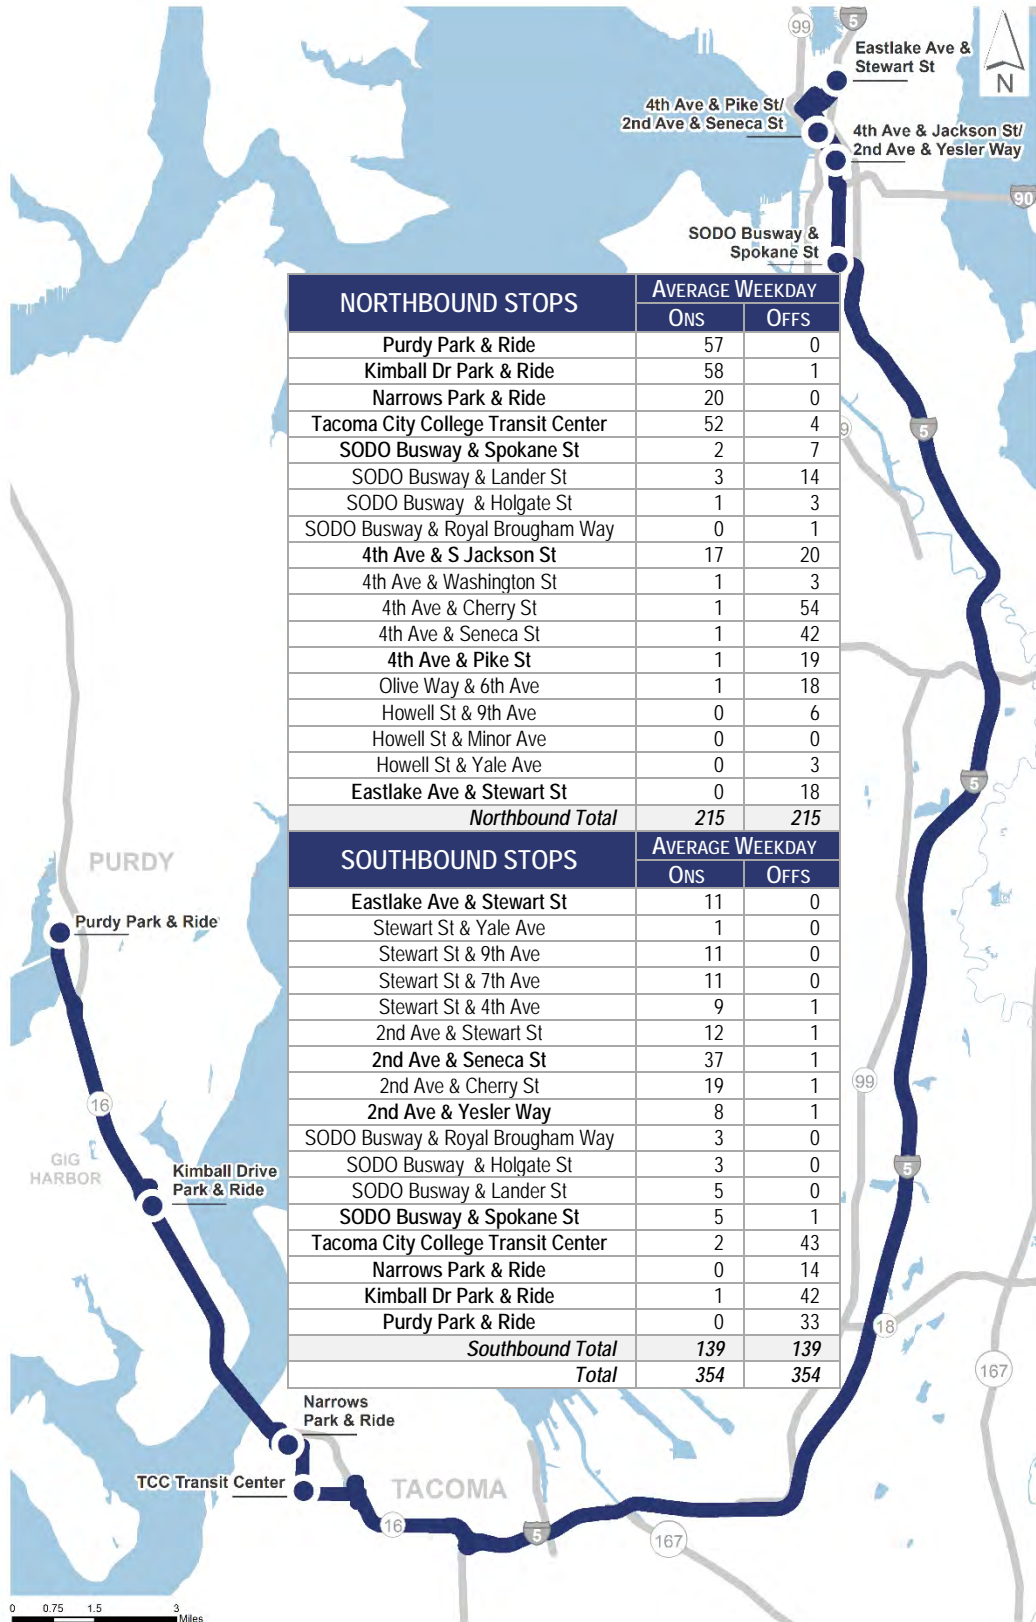 99
5
N
Eastlake Ave &
Stewart St
4th Ave & Pike St/
2nd Ave & Seneca St
4th Ave & Jackson St/
2nd Ave & Yesler Way
90
SODO Busway &
Spokane St
NORTHBOUND STOPS AVERAGE WEEKDAY
ONS OFFS
Purdy Park & Ride 57 0
Kimball Dr Park & Ride 58 1
Narrows Park & Ride 20 0
Tacoma City College Transit Center 52 4
SODO Busway & Spokane St 2 7
SODO Busway & Lander St 3 14
SODO Busway & Holgate St 1 3
SODO Busway & Royal Brougham Way 0 1
4th Ave & S Jackson St 17 20
4th Ave & Washington St 1 3
4th Ave & Cherry St 1 54
4th Ave & Seneca St 1 42
4th Ave & Pike St 1 19
Olive Way & 6th Ave 1 18
Howell St & 9th Ave 0 6
Howell St & Minor Ave 0 0
Howell St & Yale Ave 0 3
Eastlake Ave & Stewart St 0 18
Northbound Total 215 215
SOUTHBOUND STOPS AVERAGE WEEKDAY
ONS OFFS
Eastlake Ave & Stewart St 11 0
Stewart St & Yale Ave 1 0
Stewart St & 9th Ave 11 0
Stewart St & 7th Ave 11 0
Stewart St & 4th Ave 9 1
2nd Ave & Stewart St 12 1
2nd Ave & Seneca St 37 1
2nd Ave & Cherry St 19 1
2nd Ave & Yesler Way 8 1
SODO Busway & Royal Brougham Way 3 0
SODO Busway & Holgate St 3 0
SODO Busway & Lander St 5 0
SODO Busway & Spokane St 5 1
Tacoma City College Transit Center 2 43
Narrows Park & Ride 0 14
Kimball Dr Park & Ride 1 42
Purdy Park & Ride 0 33
Southbound Total 139 139
Total 354 354
9
5
5
PURDY
Purdy Park & Ride
16
99
GIG
HARBOR
Kimball Drive
Park & Ride
5
18
167
Narrows
Park & Ride
TCC Transit Center
TACOMA
16
5
167
0 0.75 1.5 3
Miles